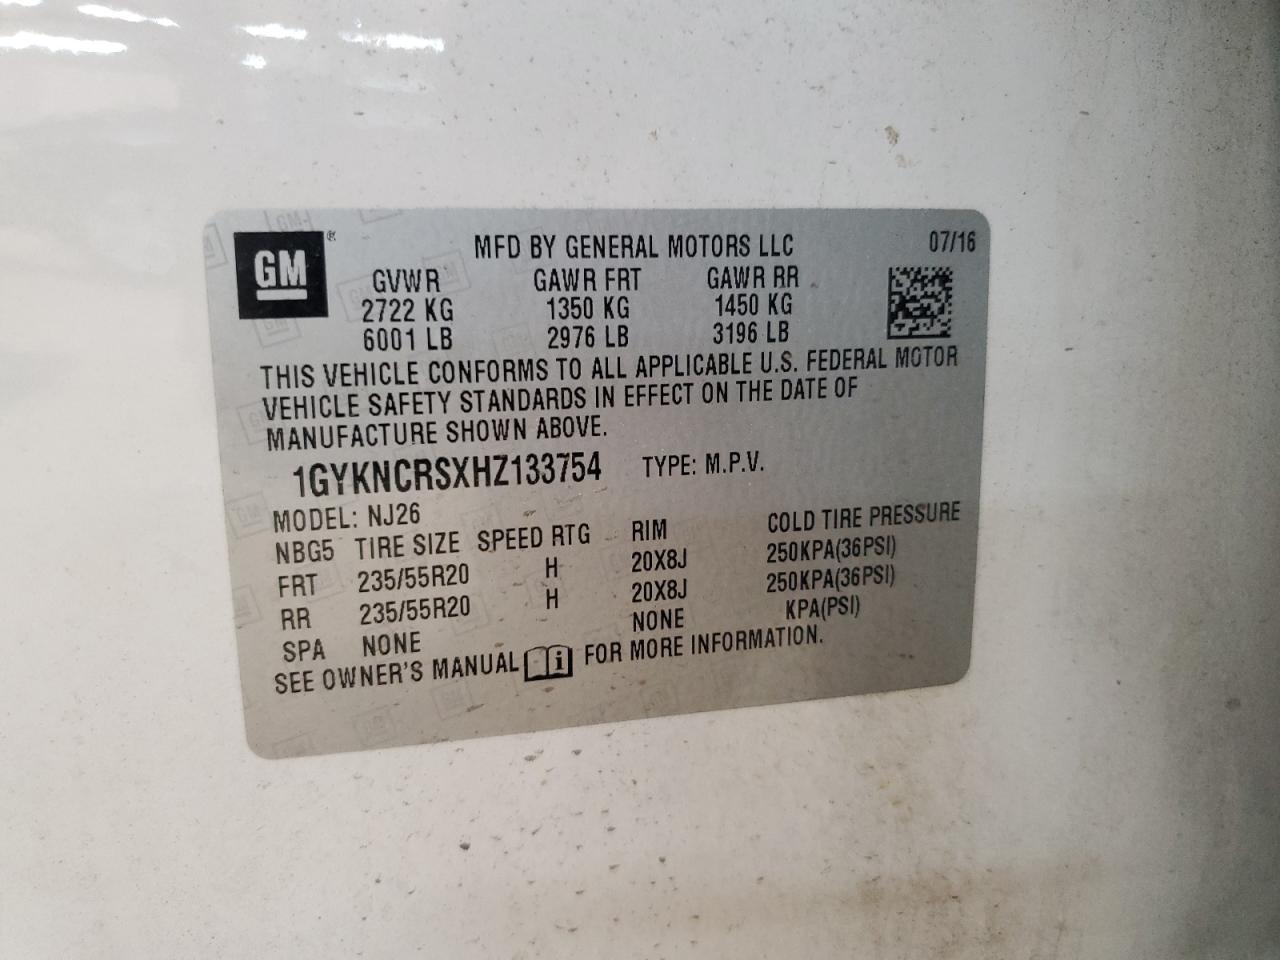 GM ® MFD BY GENERAL MOTORS LLC 07/16
GVWR GAWR FRT GAWR RR
2722 KG 1350 KG 1450 KG
6001 LB 2976 LB 3196 LB
THIS VEHICLE CONFORMS TO ALL APPLICABLE U.S. FEDERAL MOTOR
VEHICLE SAFETY STANDARDS IN EFFECT ON THE DATE OF
MANUFACTURE SHOWN ABOVE.
1GYKNCRSXHZ133754 TYPE: M.P.V.
MODEL: NJ26
NBG5 TIRE SIZE SPEED RTG RIM COLD TIRE PRESSURE
FRT 235/55R20 H 20X8J 250KPA(36PSI)
RR 235/55R20 H 20X8J 250KPA(36PSI)
SPA NONE NONE KPA(PSI)
SEE OWNER'S MANUAL i FOR MORE INFORMATION.